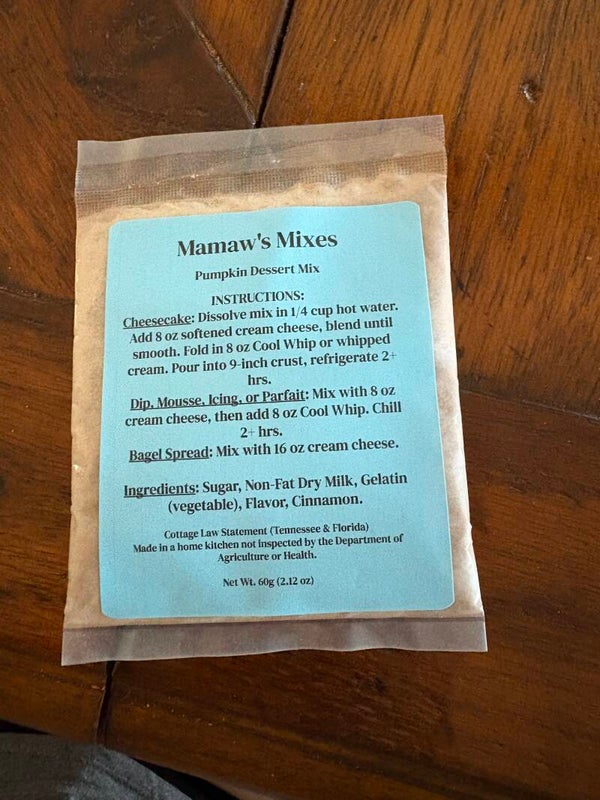 Mamaw's Mixes
Pumpkin Dessert Mix
INSTRUCTIONS:
Cheesecake: Dissolve mix in 1/4 cup hot water.
Add 8 oz softened cream cheese, blend until
smooth. Fold in 8 oz Cool Whip or whipped
cream. Pour into 9-inch crust, refrigerate 2+
hrs.
Dip, Mousse, Icing, or Parfait: Mix with 8 oz
cream cheese, then add 8 oz Cool Whip. Chill
2+ hrs.
Bagel Spread: Mix with 16 oz cream cheese.
Ingredients: Sugar, Non-Fat Dry Milk, Gelatin
(vegetable), Flavor, Cinnamon.
Cottage Law Statement (Tennessee & Florida)
Made in a home kitchen not inspected by the Department of
Agriculture or Health.
Net Wt. 60g (2.12 oz)